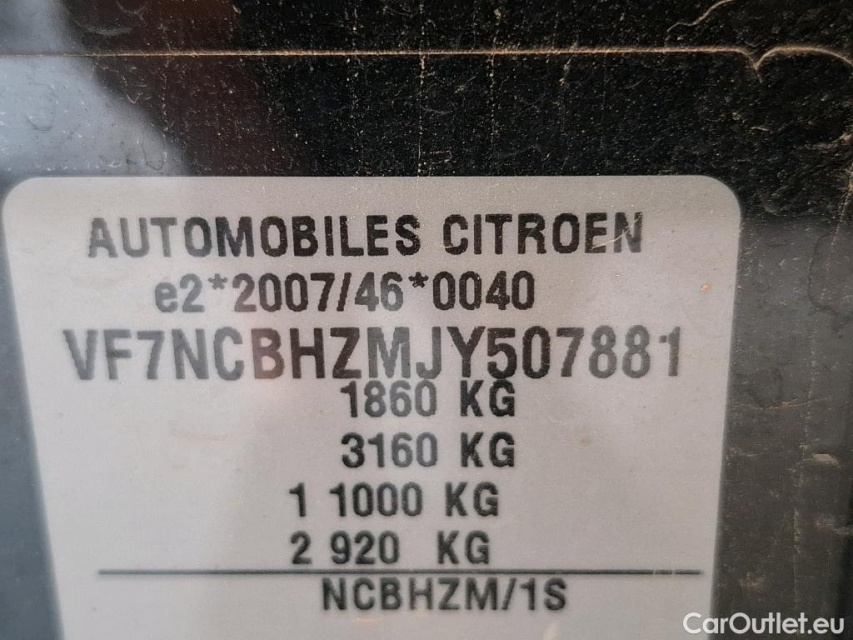 AUTOMOBILES CITROEN
e2*2007/46*0040
VF7NCBHZMJY507881
1860 KG
3160 KG
1 1000 KG
2 920 KG
NCBHZM/1S
CarOutlet.eu